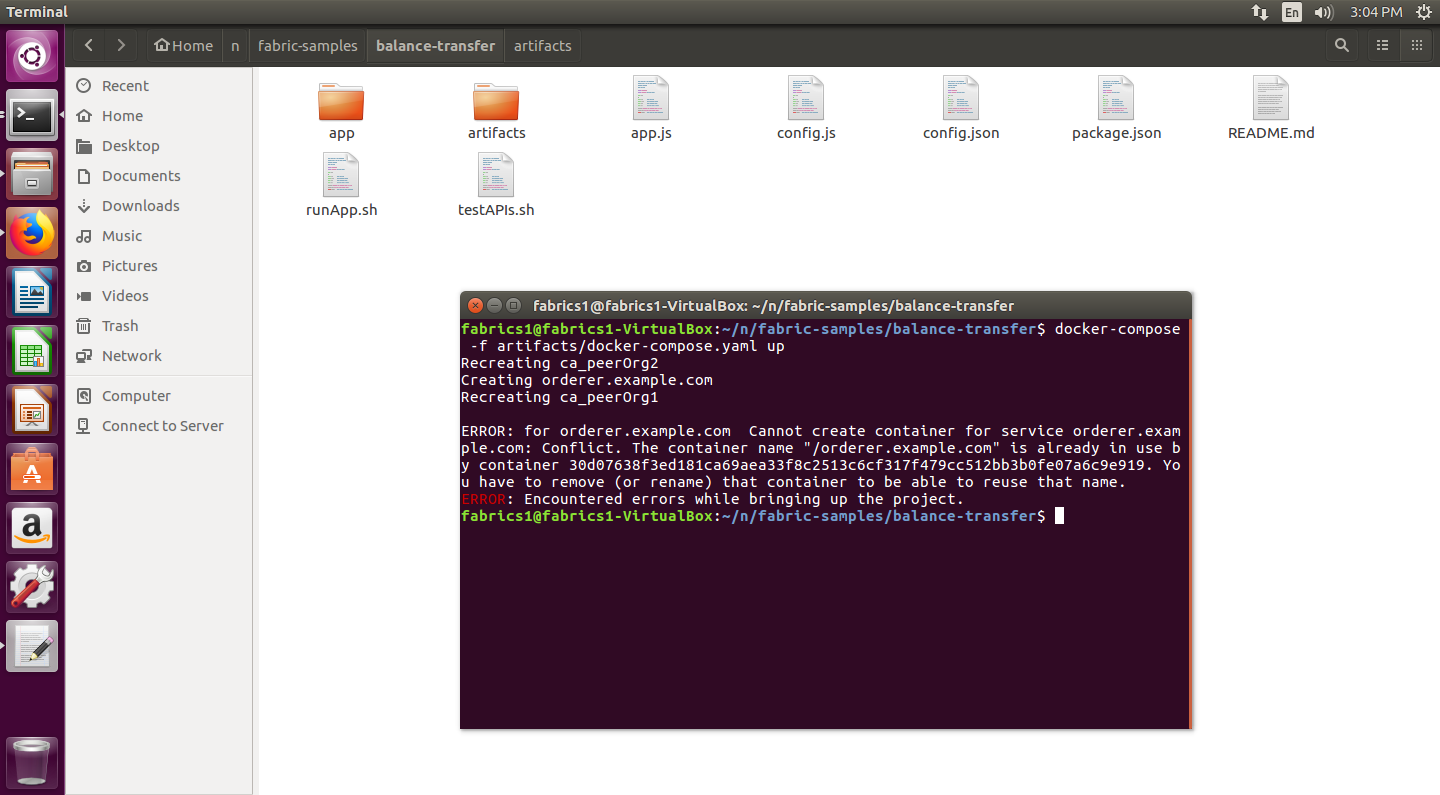 Terminal
En
3:04 PM
Home
n
fabric-samples
balance-transfer
artifacts
Recent
Home
Desktop
Documents
Downloads
Music
Pictures
Videos
Trash
Network
Computer
Connect to Server
app
artifacts
app.js
config.js
config.json
package.json
README.md
runApp.sh
testAPIs.sh
fabrics1@fabrics1-VirtualBox: ~/n/fabric-samples/balance-transfer
fabrics1@fabrics1-VirtualBox:~/n/fabric-samples/balance-transfer$ docker-compose
-f artifacts/docker-compose.yaml up
Recreating ca_peerOrg2
Creating orderer.example.com
Recreating ca_peerOrg1
ERROR: for orderer.example.com  Cannot create container for service orderer.exam
ple.com: Conflict. The container name "/orderer.example.com" is already in use b
y container 30d07638f3ed181ca69aea33f8c2513c6cf317f479cc512bb3b0fe07a6c9e919. Yo
u have to remove (or rename) that container to be able to reuse that name.
ERROR: Encountered errors while bringing up the project.
fabrics1@fabrics1-VirtualBox:~/n/fabric-samples/balance-transfer$